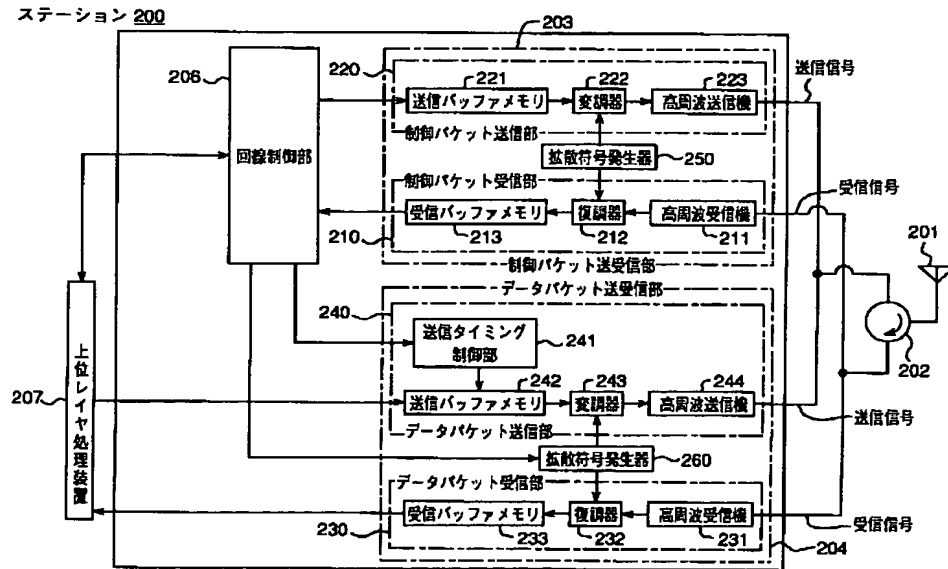 ステーション 200
203
206
220
221
222
223
送信信号
送信バッファメモリ
変調器
高周波送信機
制御パケット送信部
回線制御部
拡散符号発生器
250
制御パケット受信部
受信信号
受信バッファメモリ
復調器
高周波受信機
210
213
212
211
201
制御パケット送受信部
データパケット送受信部
240
送信タイミング
制御部
241
202
207
上位レイヤ処理装置
242
243
244
送信バッファメモリ
変調器
高周波送信機
データパケット送信部
送信信号
拡散符号発生器
260
データパケット受信部
受信バッファメモリ
復調器
高周波受信機
受信信号
230
233
232
231
204